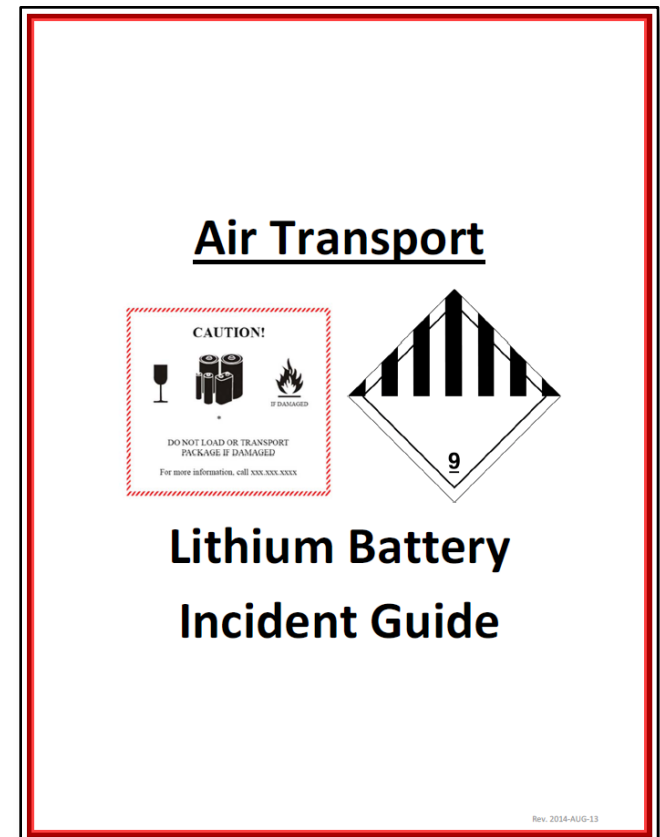 Air Transport
CAUTION!
IF DAMAGED
*
DO NOT LOAD OR TRANSPORT
PACKAGE IF DAMAGED
For more information, call xxx.xxx.xxxx
9
Lithium Battery
Incident Guide
Rev. 2014-AUG-13